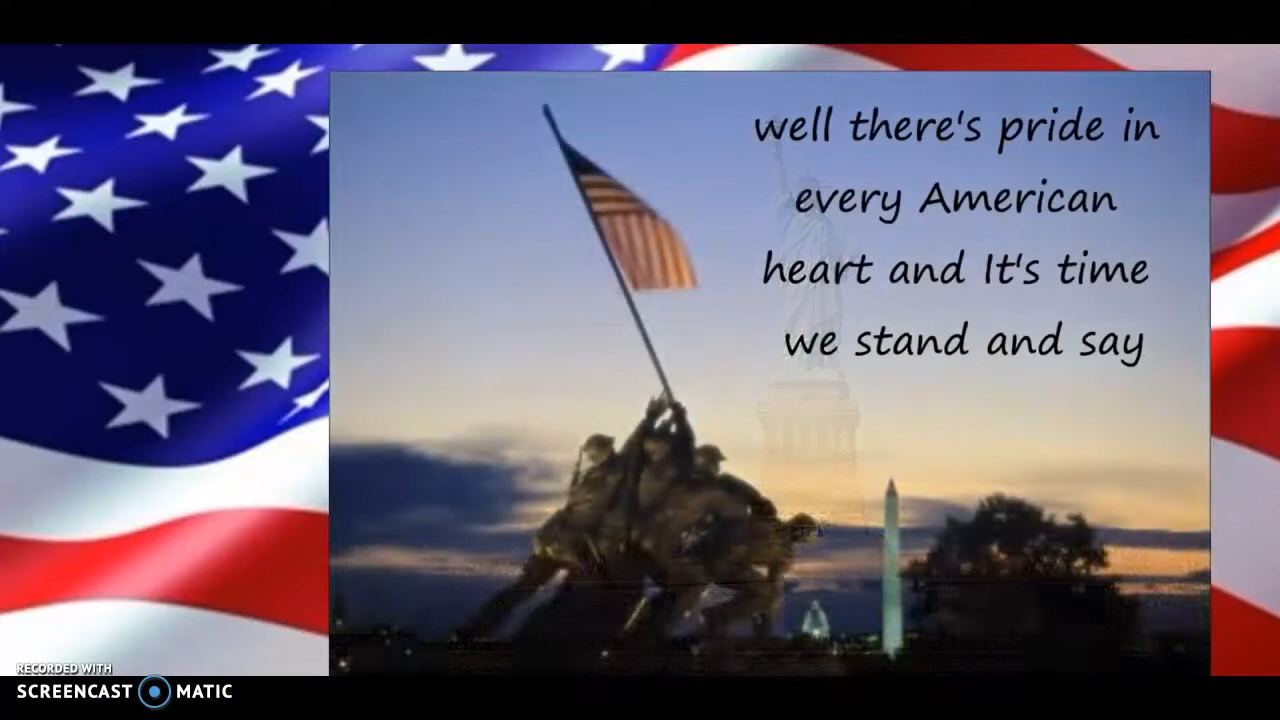 well there's pride in
every American
heart and It's time
we stand and say
RECORDED WITH
SCREENCAST MATIC